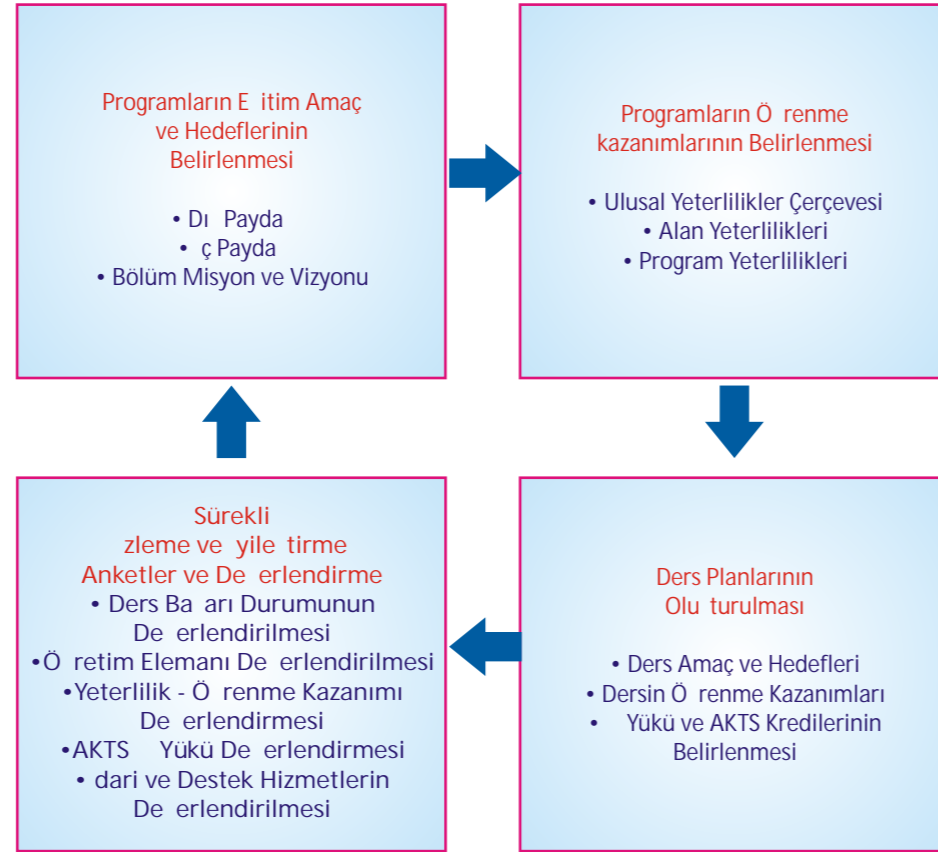 Programların E itim Amaç
ve Hedeflerinin
Belirlenmesi
• Dı Payda
• ç Payda
• Bölüm Misyon ve Vizyonu
Programların Ö renme
kazanımlarının Belirlenmesi
• Ulusal Yeterlilikler Çerçevesi
• Alan Yeterlilikleri
• Program Yeterlilikleri
Ders Planlarının
Olu turulması
• Ders Amaç ve Hedefleri
• Dersin Ö renme Kazanımları
• Yükü ve AKTS Kredilerinin
Belirlenmesi
Sürekli
zleme ve yile tirme
Anketler ve De erlendirme
• Ders Ba arı Durumunun
De erlendirilmesi
•Ö retim Elemanı De erlendirilmesi
•Yeterlilik - Ö renme Kazanımı
De erlendirmesi
•AKTS Yükü De erlendirmesi
• dari ve Destek Hizmetlerin
De erlendirilmesi